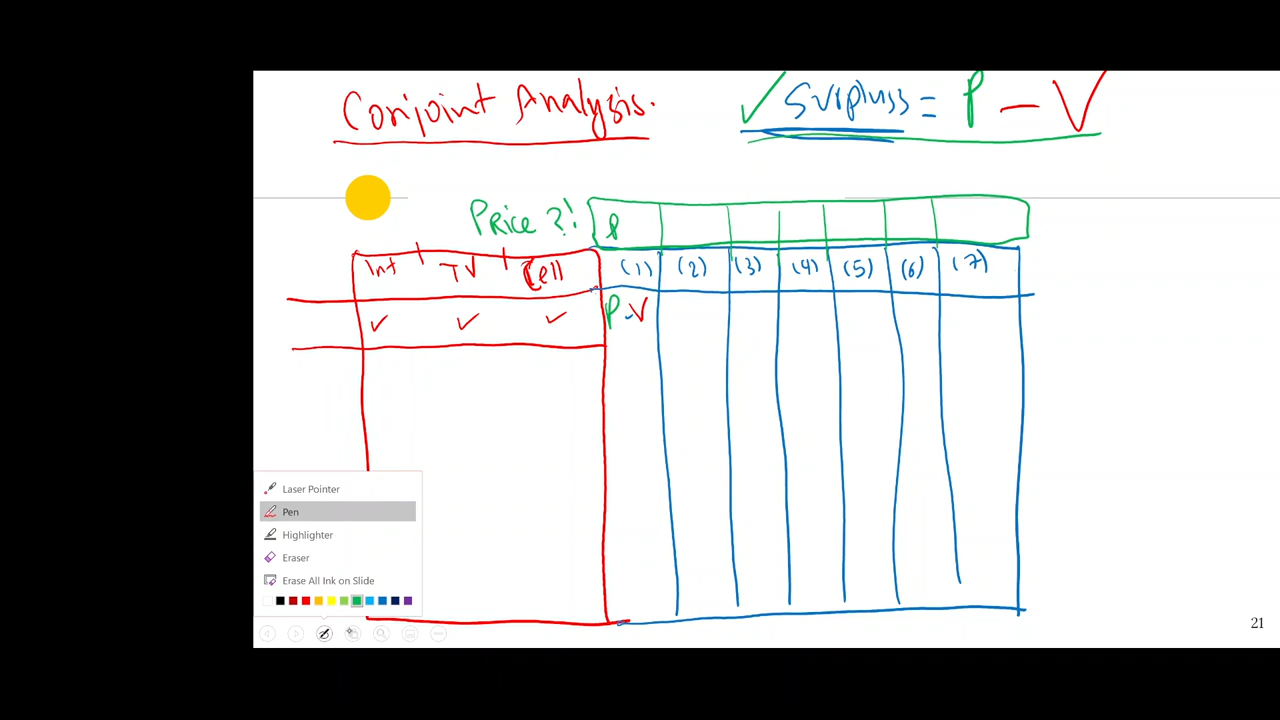 Conjoint Analysis. ✓ Surpluss = P - V
Price ?! P
Int TV Cell (1) (2) (3) (4) (5) (6) (7)
✓ ✓ ✓ P - V
Laser Pointer
Pen
Highlighter
Eraser
Erase All Ink on Slide
21